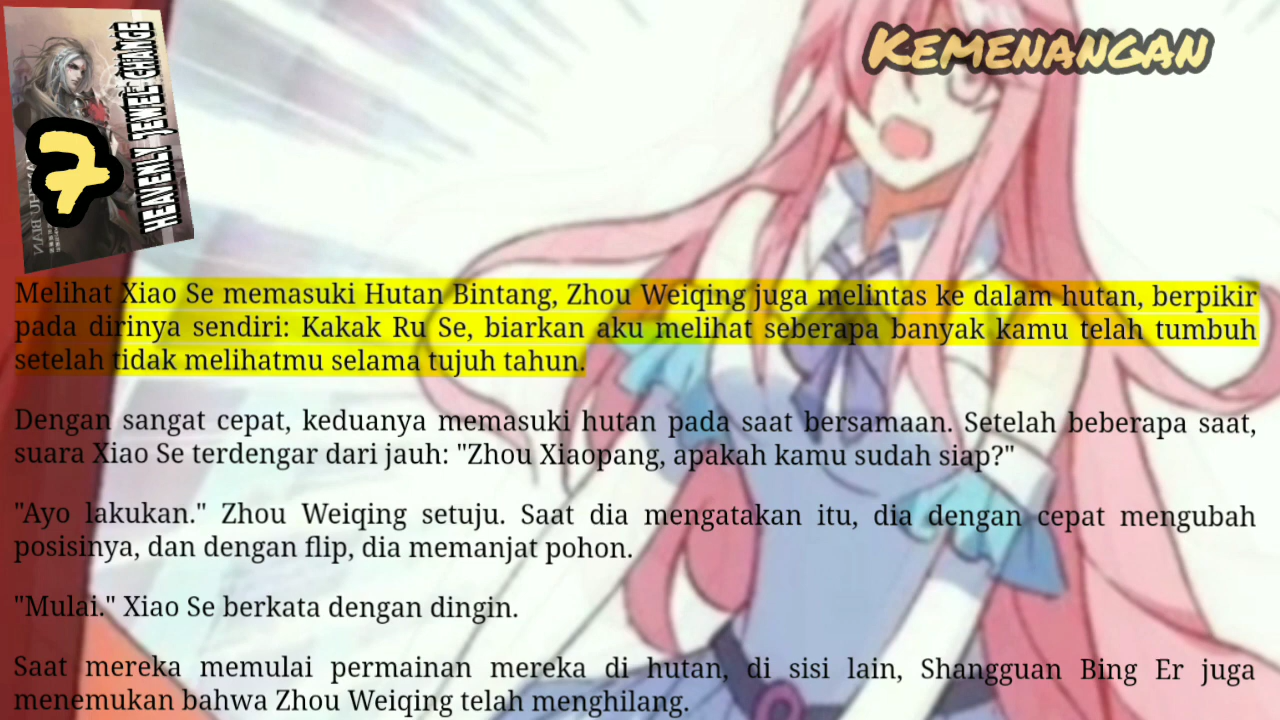 HEAVENLY JEWEL CHANGE
7
Kemenangan
Melihat Xiao Se memasuki Hutan Bintang, Zhou Weiqing juga melintas ke dalam hutan, berpikir
pada dirinya sendiri: Kakak Ru Se, biarkan aku melihat seberapa banyak kamu telah tumbuh
setelah tidak melihatmu selama tujuh tahun.
Dengan sangat cepat, keduanya memasuki hutan pada saat bersamaan. Setelah beberapa saat,
suara Xiao Se terdengar dari jauh: "Zhou Xiaopang, apakah kamu sudah siap?"
"Ayo lakukan." Zhou Weiqing setuju. Saat dia mengatakan itu, dia dengan cepat mengubah
posisinya, dan dengan flip, dia memanjat pohon.
"Mulai." Xiao Se berkata dengan dingin.
Saat mereka memulai permainan mereka di hutan, di sisi lain, Shangguan Bing Er juga
menemukan bahwa Zhou Weiqing telah menghilang.